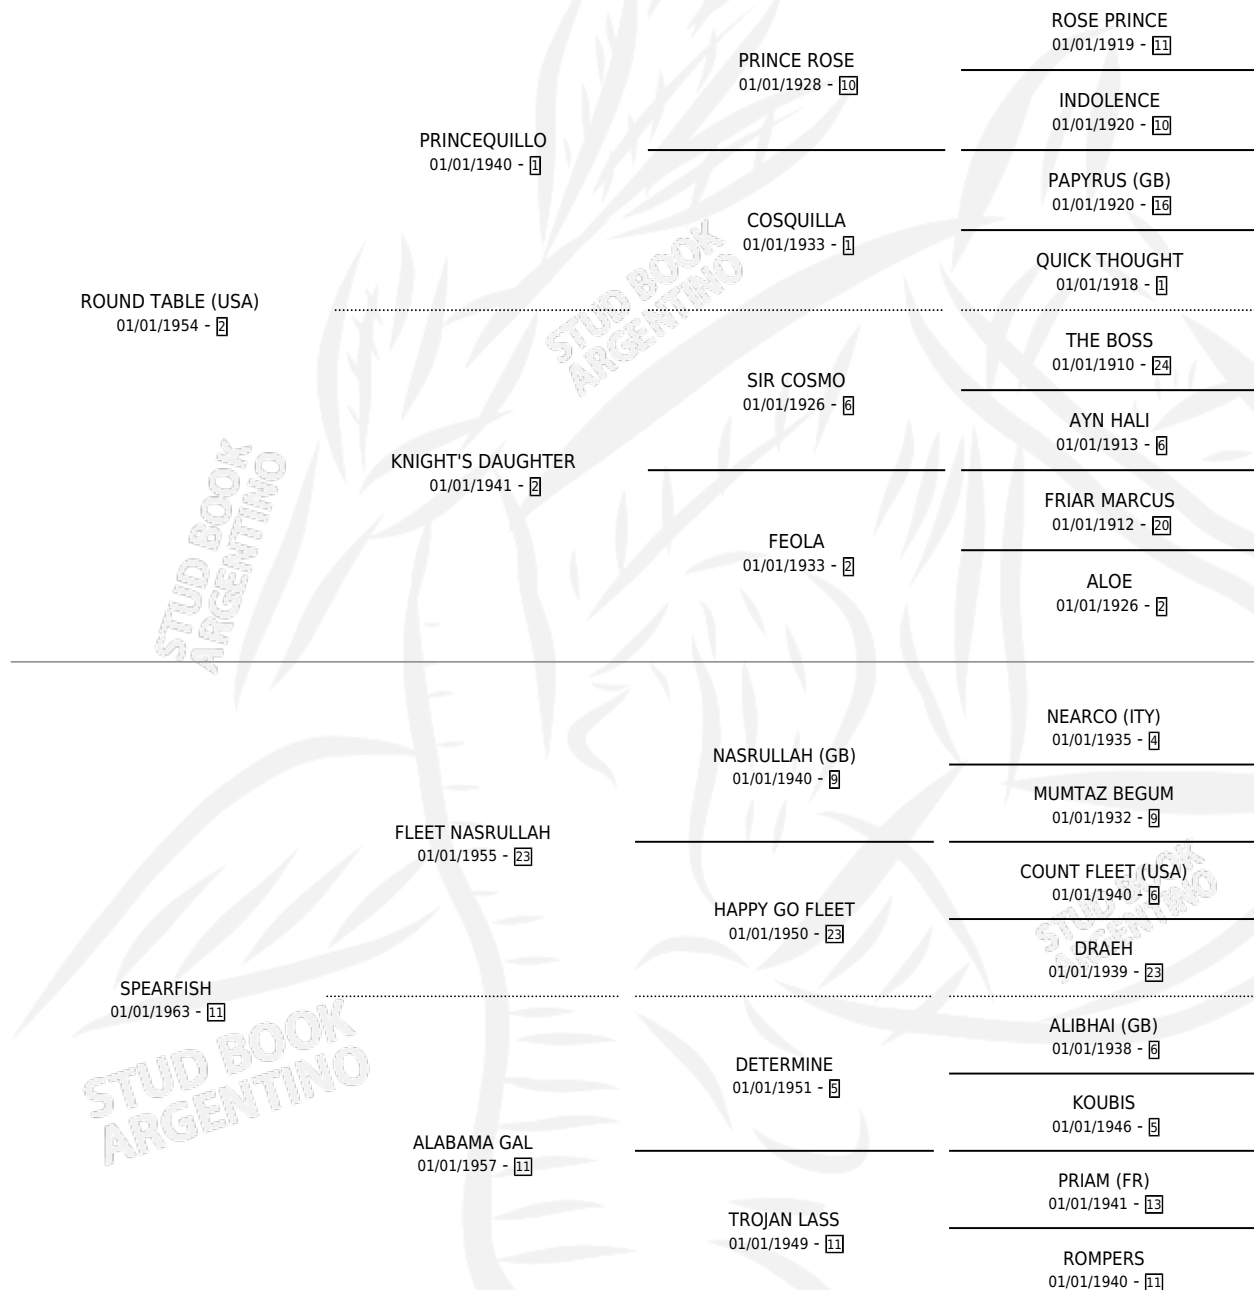 ROSE PRINCE
01/01/1919 - 11
PRINCE ROSE
01/01/1928 - 10
INDOLENCE
01/01/1920 - 10
PRINCEQUILLO
01/01/1940 - 1
PAPYRUS (GB)
01/01/1920 - 16
COSQUILLA
01/01/1933 - 1
QUICK THOUGHT
01/01/1918 - 1
ROUND TABLE (USA)
01/01/1954 - 2
STUD BOOK
ARGENTINO
THE BOSS
01/01/1910 - 24
SIR COSMO
01/01/1926 - 6
AYN HALI
01/01/1913 - 6
KNIGHT'S DAUGHTER
01/01/1941 - 2
FRIAR MARCUS
01/01/1912 - 20
FEOLA
01/01/1933 - 2
ALOE
01/01/1926 - 2
STUD BOOK
ARGENTINO
NEARCO (ITY)
01/01/1935 - 4
NASRULLAH (GB)
01/01/1940 - 9
MUMTAZ BEGUM
01/01/1932 - 9
FLEET NASRULLAH
01/01/1955 - 23
COUNT FLEET (USA)
01/01/1940 - 6
HAPPY GO FLEET
01/01/1950 - 23
STUD BOOK
ARGENTINO
DRAEH
01/01/1939 - 23
SPEARFISH
01/01/1963 - 11
STUD BOOK
ARGENTINO
ALIBHAI (GB)
01/01/1938 - 6
DETERMINE
01/01/1951 - 5
KOUBIS
01/01/1946 - 5
ALABAMA GAL
01/01/1957 - 11
PRIAM (FR)
01/01/1941 - 13
TROJAN LASS
01/01/1949 - 11
ROMPERS
01/01/1940 - 11